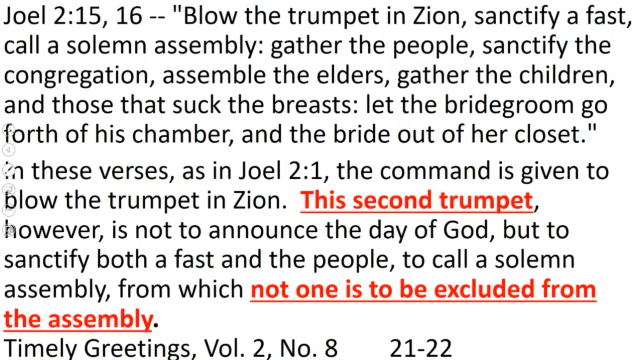 Joel 2:15, 16 -- "Blow the trumpet in Zion, sanctify a fast,
call a solemn assembly: gather the people, sanctify the
congregation, assemble the elders, gather the children,
and those that suck the breasts: let the bridegroom go
forth of his chamber, and the bride out of her closet."
In these verses, as in Joel 2:1, the command is given to
blow the trumpet in Zion.  This second trumpet,
however, is not to announce the day of God, but to
sanctify both a fast and the people, to call a solemn
assembly, from which not one is to be excluded from
the assembly.
Timely Greetings, Vol. 2, No. 8 21-22